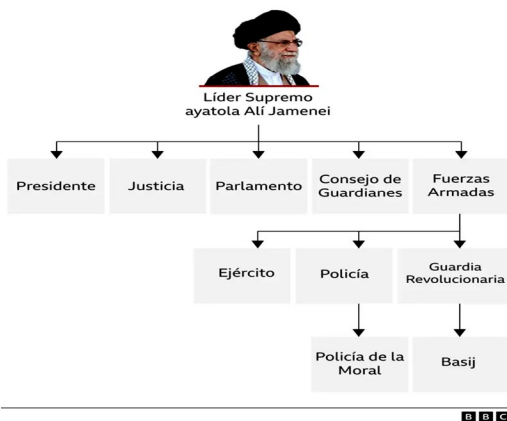 Líder Supremo
ayatola Alí Jamenei
Presidente
Justicia
Parlamento
Consejo de
Guardianes
Fuerzas
Armadas
Ejército
Policía
Guardia
Revolucionaria
Policía de la
Moral
Basij
BBC